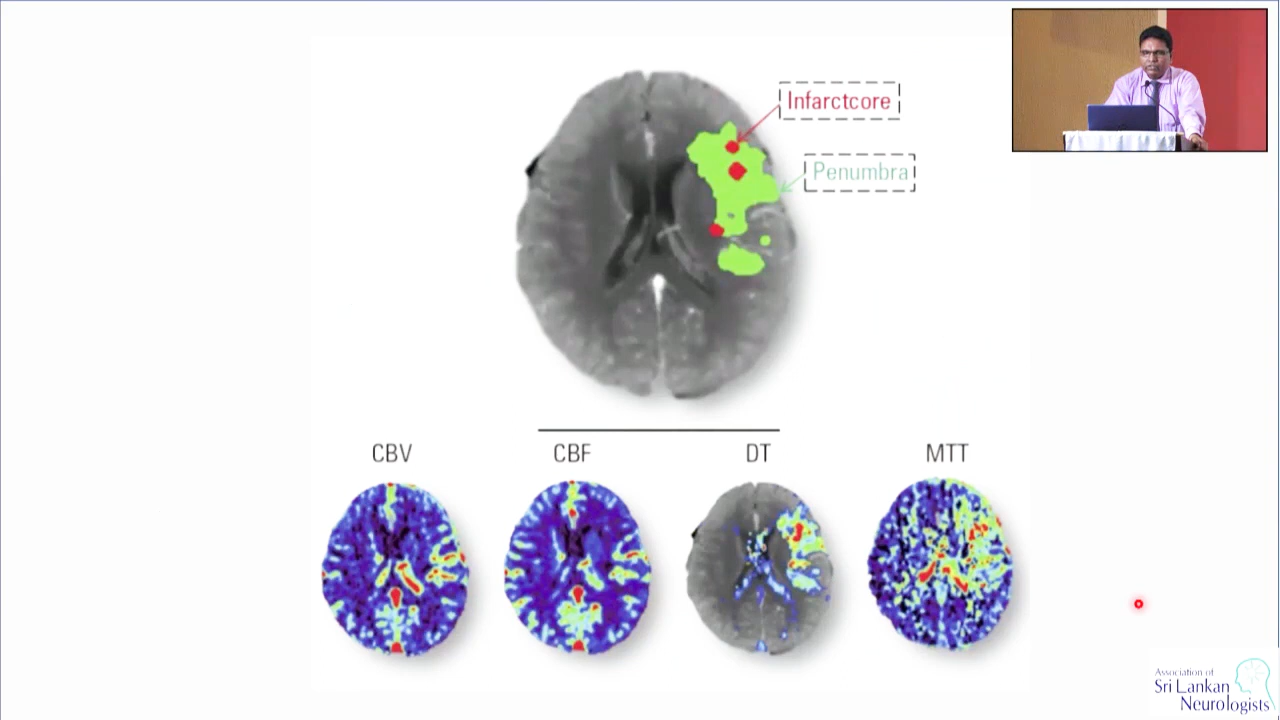 Infarctcore
Penumbra
CBV
CBF
DT
MTT
Association of
Sri Lankan
Neurologists